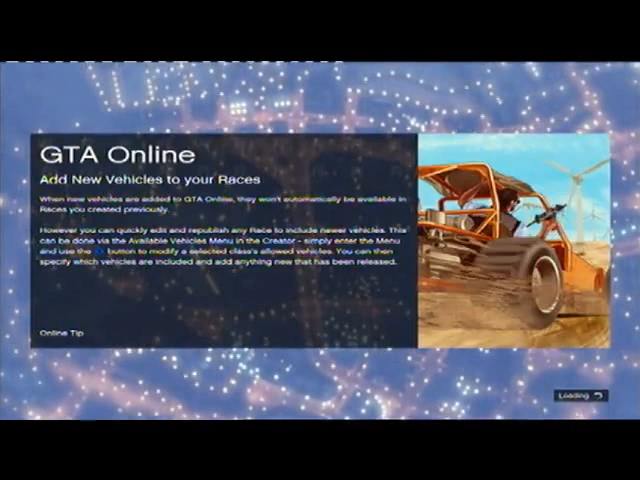 GTA Online
Add New Vehicles to your Races
When new vehicles are added to GTA Online, they won't automatically be available in
Races you created previously.
However you can quickly edit and republish any Race to include newer vehicles. This
can be done via the Available Vehicles Menu in the Creator - simply enter the Menu
and use the button to modify a selected class's allowed vehicles. You can then
specify which vehicles are included and add anything new that has been released.
Online Tip
Loading